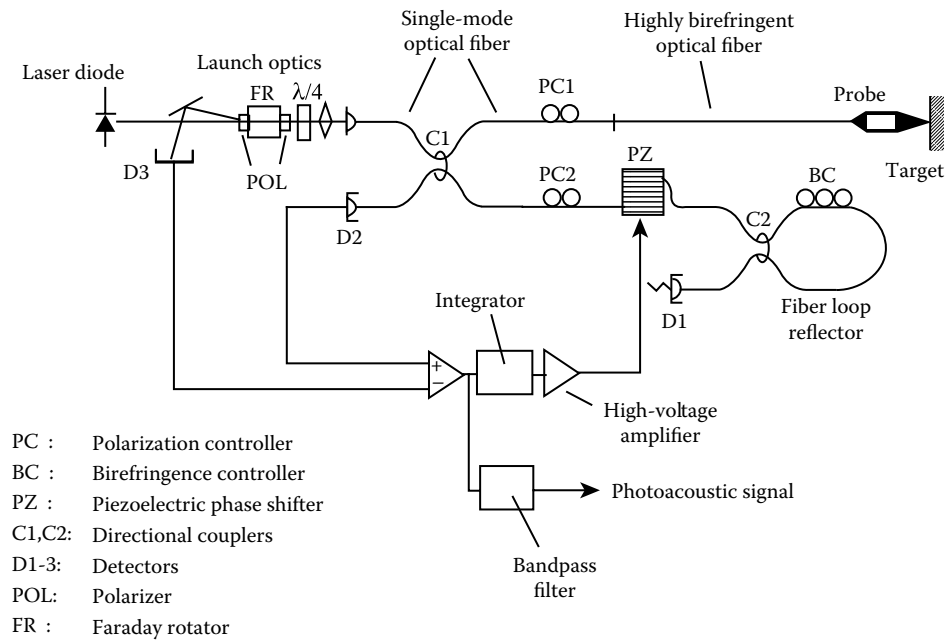 Single-mode
optical fiber
Highly birefringent
optical fiber
Laser diode
Launch optics
FR
λ/4
PC1
Probe
C1
D3
POL
PC2
PZ
BC
Target
D2
C2
D1
Fiber loop
reflector
Integrator
+
−
High-voltage
amplifier
Photoacoustic signal
Bandpass
filter
PC : Polarization controller
BC : Birefringence controller
PZ : Piezoelectric phase shifter
C1,C2: Directional couplers
D1-3: Detectors
POL: Polarizer
FR : Faraday rotator